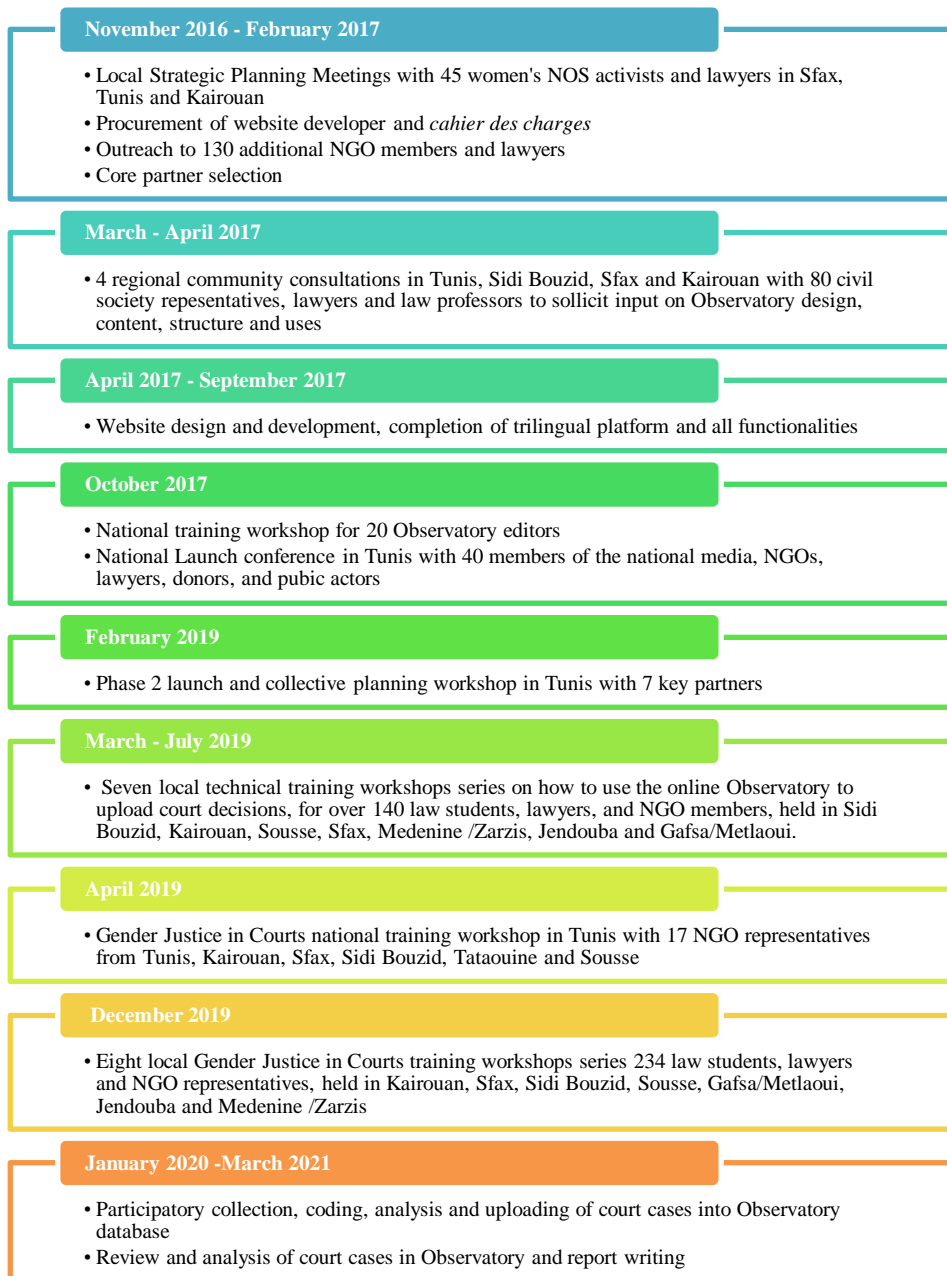 November 2016 - February 2017
• Local Strategic Planning Meetings with 45 women's NOS activists and lawyers in Sfax,
Tunis and Kairouan
• Procurement of website developer and cahier des charges
• Outreach to 130 additional NGO members and lawyers
• Core partner selection
March - April 2017
• 4 regional community consultations in Tunis, Sidi Bouzid, Sfax and Kairouan with 80 civil
society repesentatives, lawyers and law professors to sollicit input on Observatory design,
content, structure and uses
April 2017 - September 2017
• Website design and development, completion of trilingual platform and all functionalities
October 2017
• National training workshop for 20 Observatory editors
• National Launch conference in Tunis with 40 members of the national media, NGOs,
lawyers, donors, and pubic actors
February 2019
• Phase 2 launch and collective planning workshop in Tunis with 7 key partners
March - July 2019
• Seven local technical training workshops series on how to use the online Observatory to
upload court decisions, for over 140 law students, lawyers, and NGO members, held in Sidi
Bouzid, Kairouan, Sousse, Sfax, Medenine /Zarzis, Jendouba and Gafsa/Metlaoui.
April 2019
• Gender Justice in Courts national training workshop in Tunis with 17 NGO representatives
from Tunis, Kairouan, Sfax, Sidi Bouzid, Tataouine and Sousse
December 2019
• Eight local Gender Justice in Courts training workshops series 234 law students, lawyers
and NGO representatives, held in Kairouan, Sfax, Sidi Bouzid, Sousse, Gafsa/Metlaoui,
Jendouba and Medenine /Zarzis
January 2020 -March 2021
• Participatory collection, coding, analysis and uploading of court cases into Observatory
database
• Review and analysis of court cases in Observatory and report writing